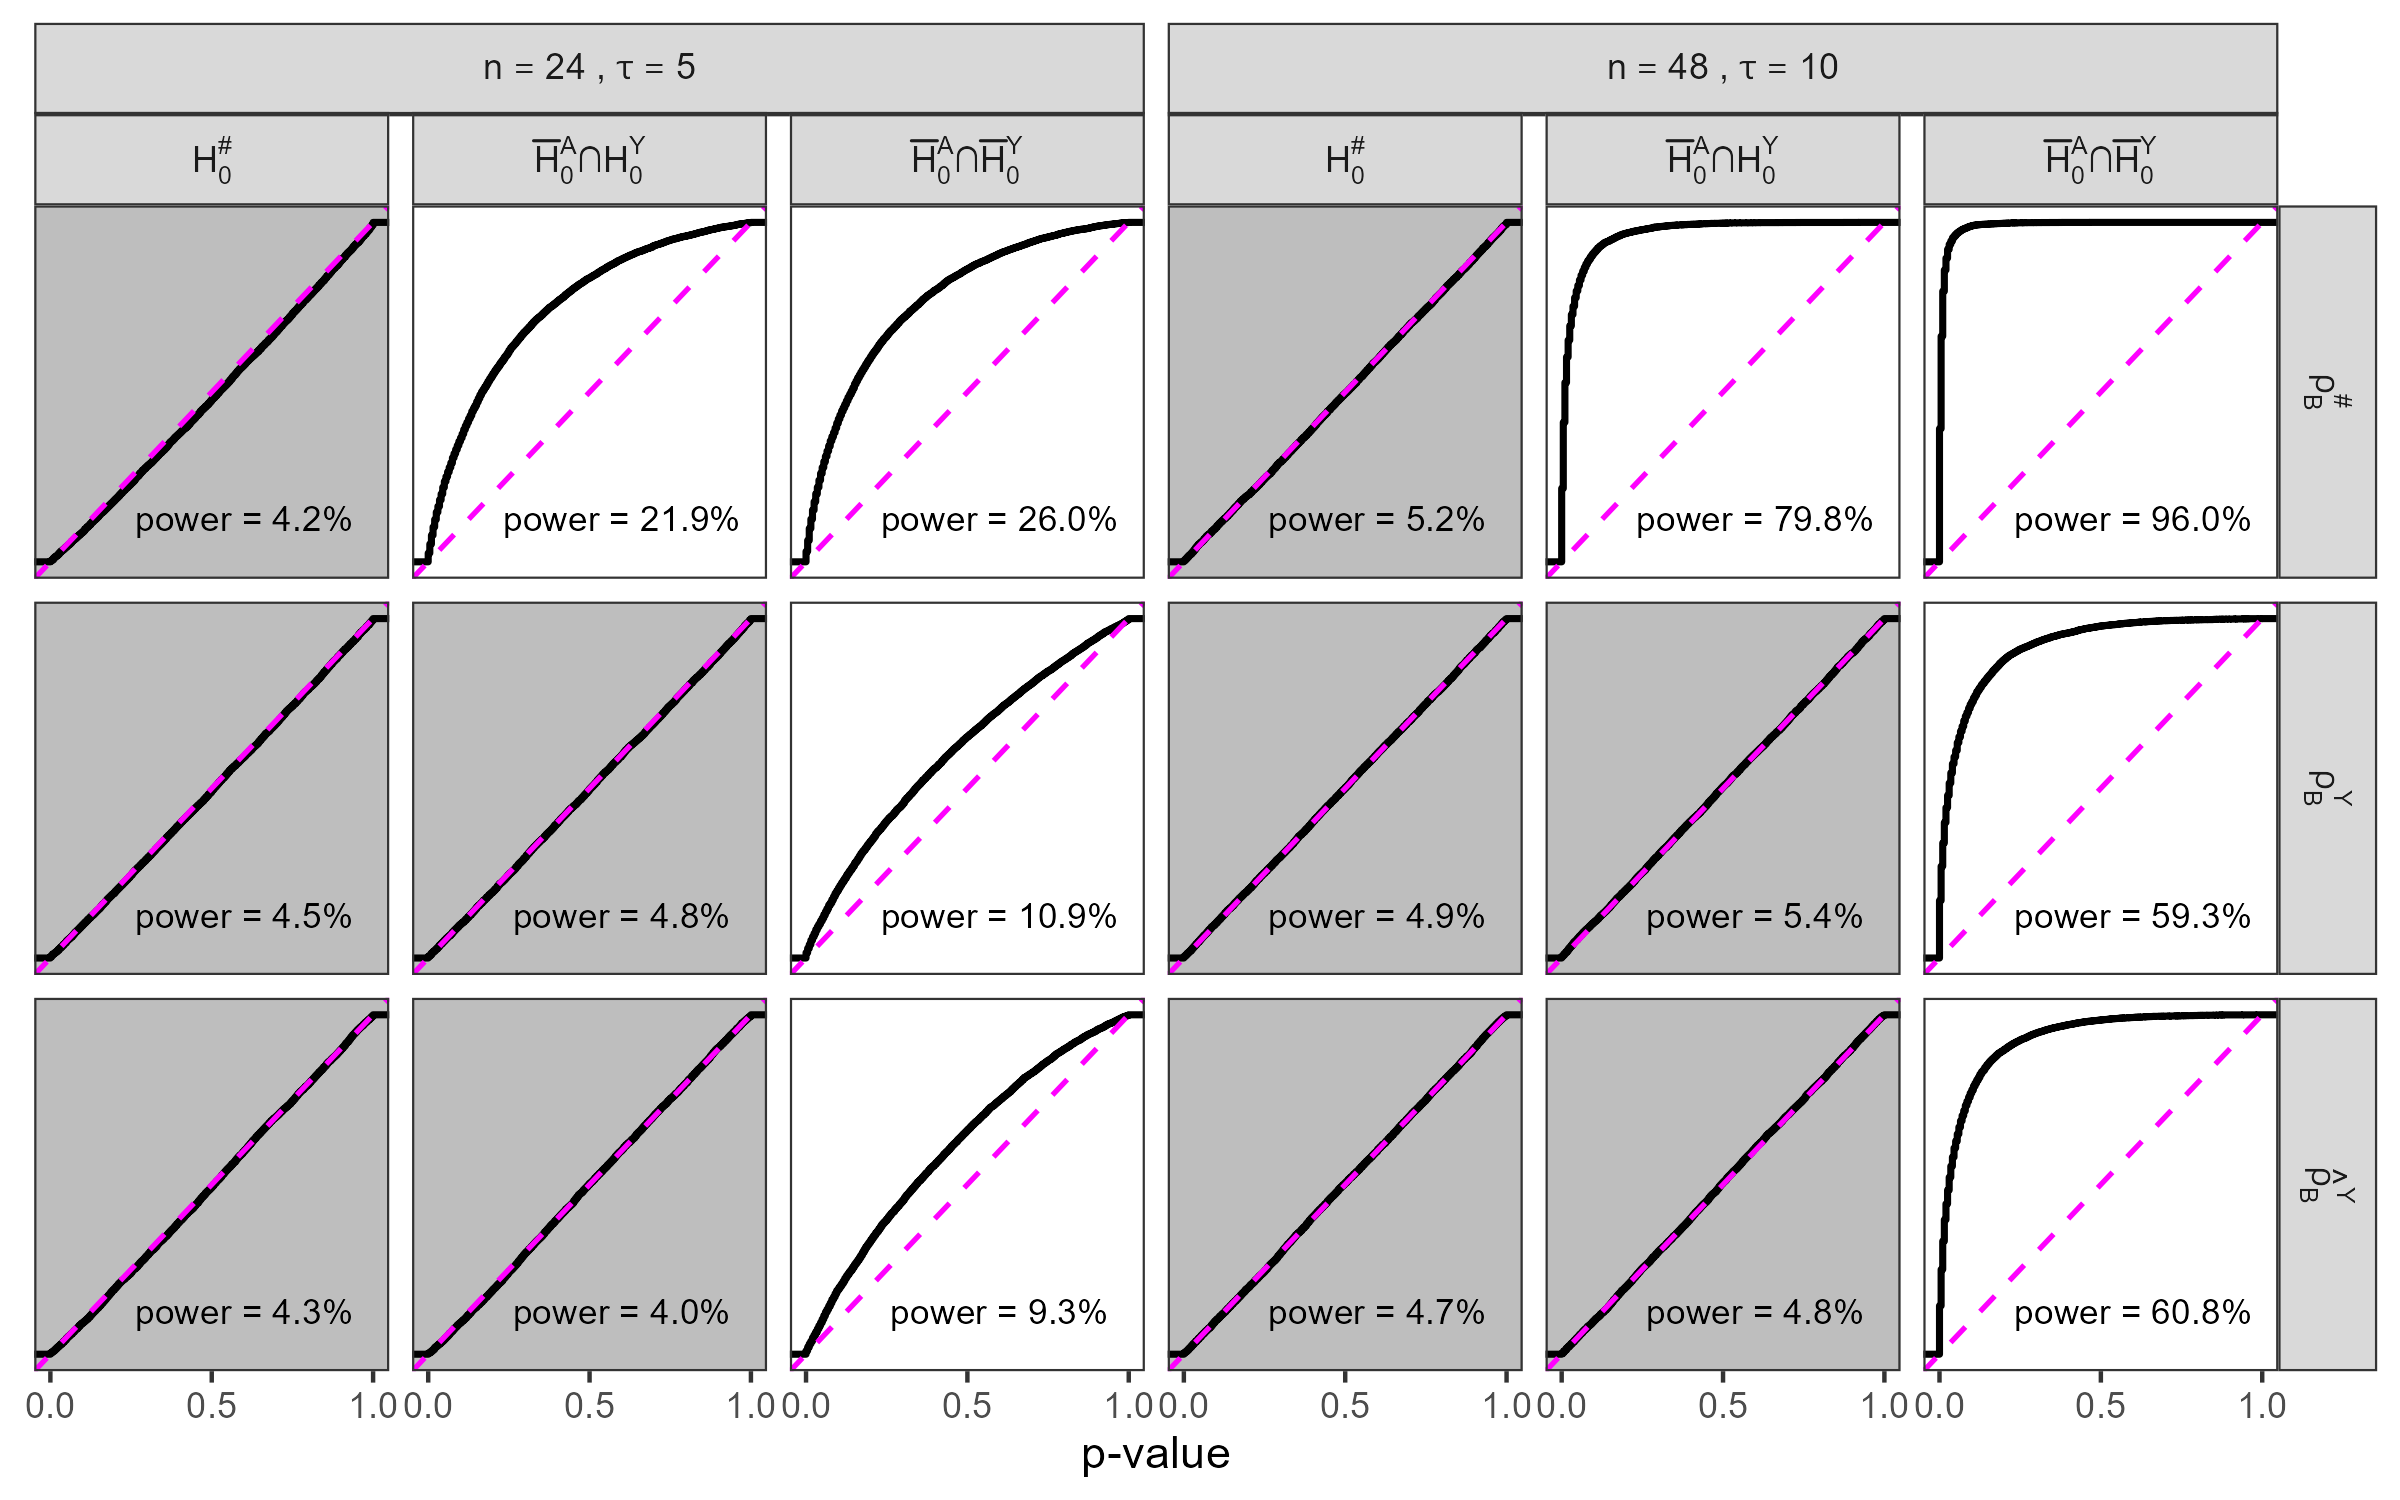 n = 24 , τ = 5 n = 48 , τ = 10
H₀^# H̅₀^A∩H₀^Y H̅₀^A∩H̅₀^Y H₀^# H̅₀^A∩H₀^Y H̅₀^A∩H̅₀^Y
power = 4.2% power = 21.9% power = 26.0% power = 5.2% power = 79.8% power = 96.0% ρ_B^#
power = 4.5% power = 4.8% power = 10.9% power = 4.9% power = 5.4% power = 59.3% ρ_B^Y
power = 4.3% power = 4.0% power = 9.3% power = 4.7% power = 4.8% power = 60.8% ρ̂_B^Y
0.0 0.5 1.0 0.0 0.5 1.0 0.0 0.5 1.0 0.0 0.5 1.0 0.0 0.5 1.0 0.0 0.5 1.0
p-value